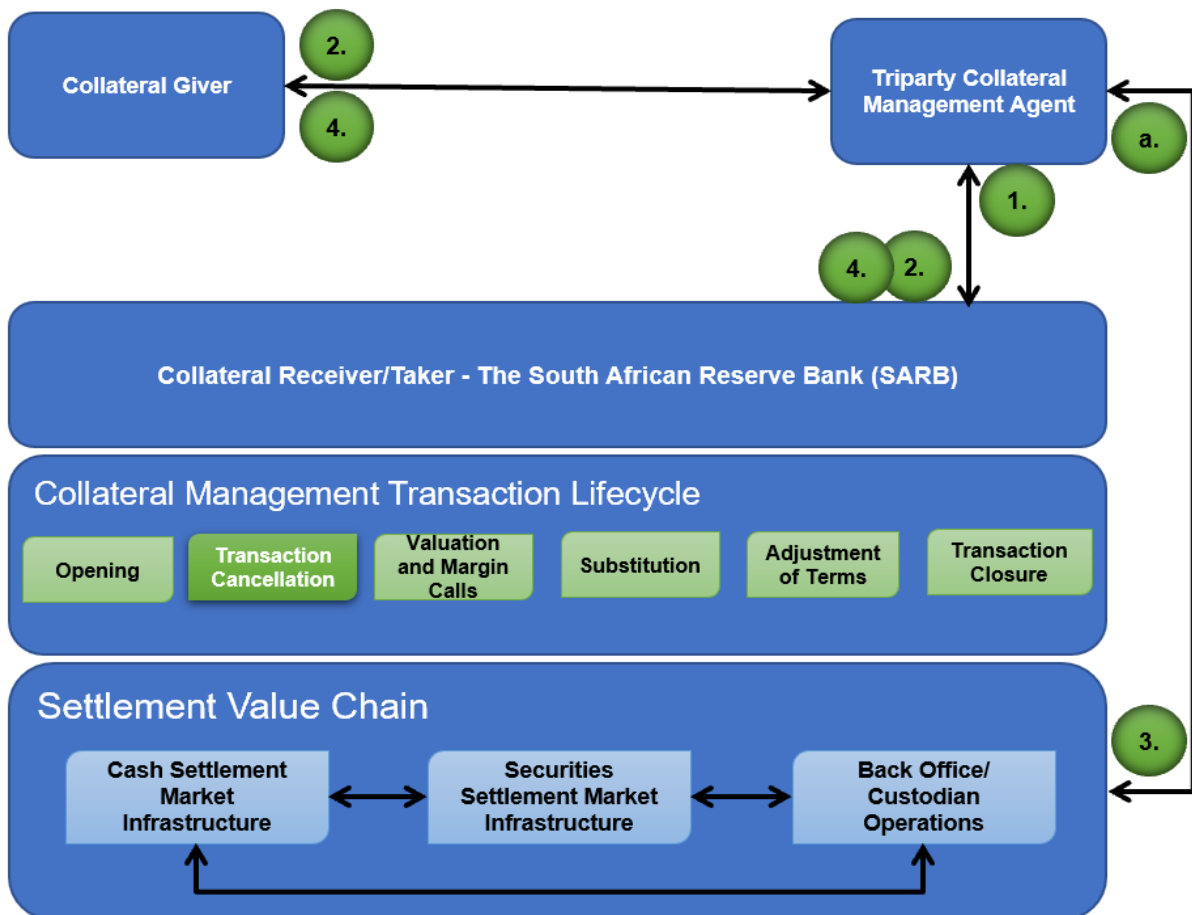 Collateral Giver
2.
4.
Triparty Collateral
Management Agent
a.
1.
4.
2.
Collateral Receiver/Taker - The South African Reserve Bank (SARB)
Collateral Management Transaction Lifecycle
Opening
Transaction
Cancellation
Valuation
and Margin
Calls
Substitution
Adjustment
of Terms
Transaction
Closure
Settlement Value Chain
3.
Cash Settlement
Market
Infrastructure
Securities
Settlement Market
Infrastructure
Back Office/
Custodian
Operations